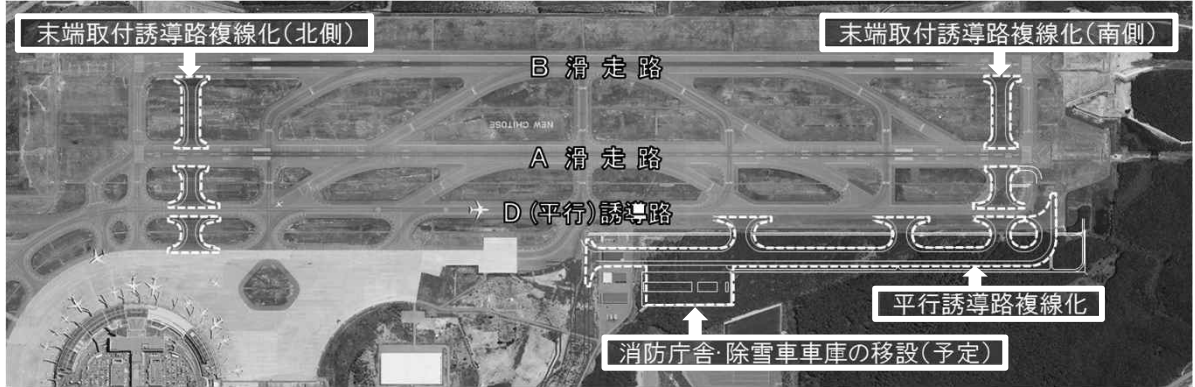 末端取付誘導路複線化(北側)
末端取付誘導路複線化(南側)
B 滑 走 路
NEW CHITOSE
A 滑 走 路
D (平行)誘導路
平行誘導路複線化
消防庁舎・除雪車車庫の移設(予定)